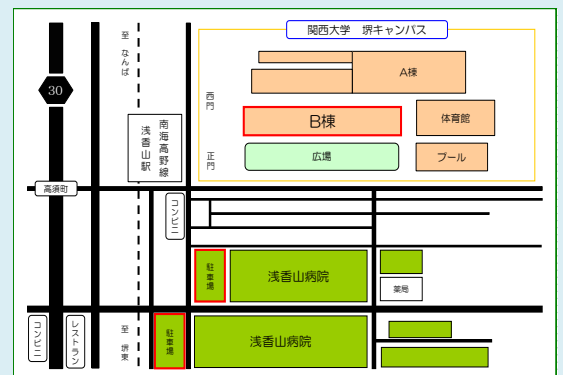 関西大学　堺キャンパス
至 なんば
30
A棟
西門
B棟
体育館
南海高野線
浅香山駅
正門
広場
プール
高須町
コンビニ
駐車場
浅香山病院
薬局
コンビニ
レストラン
至 堺東
駐車場
浅香山病院